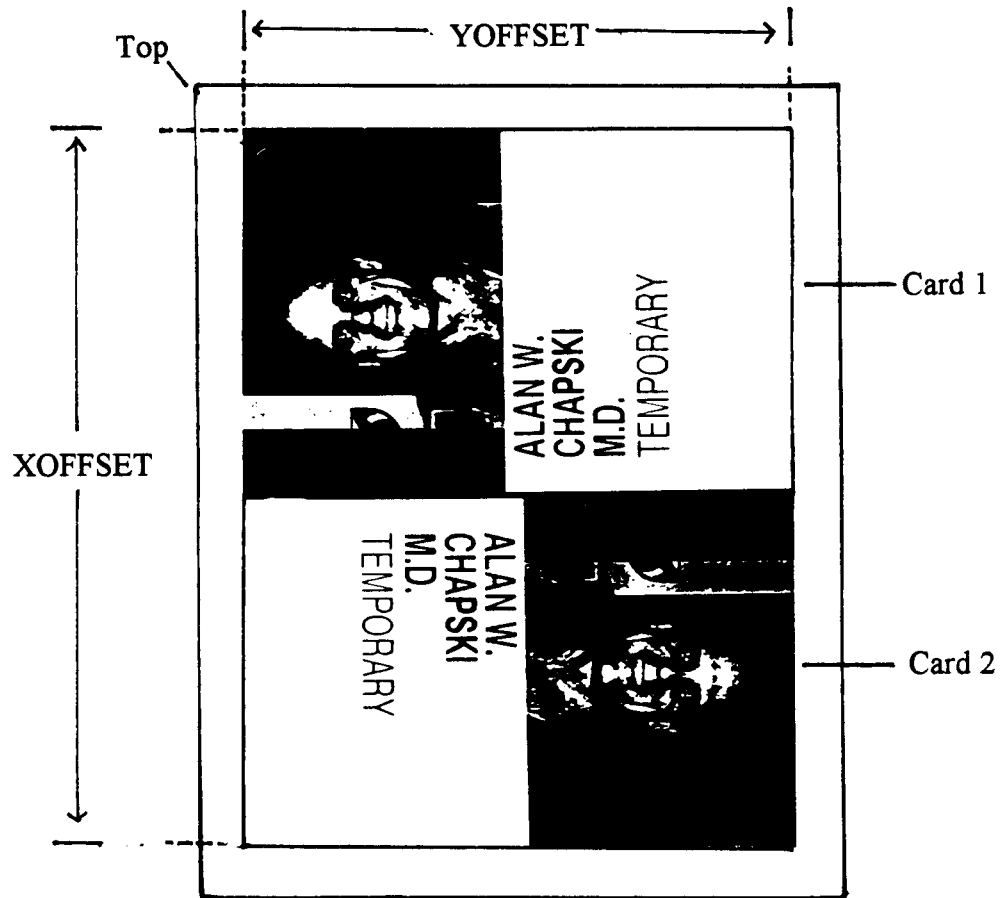 YOFFSET
Top
Card 1
ALAN W.
CHAPSKI
M.D.
TEMPORARY
XOFFSET
ALAN W.
CHAPSKI
M.D.
TEMPORARY
Card 2